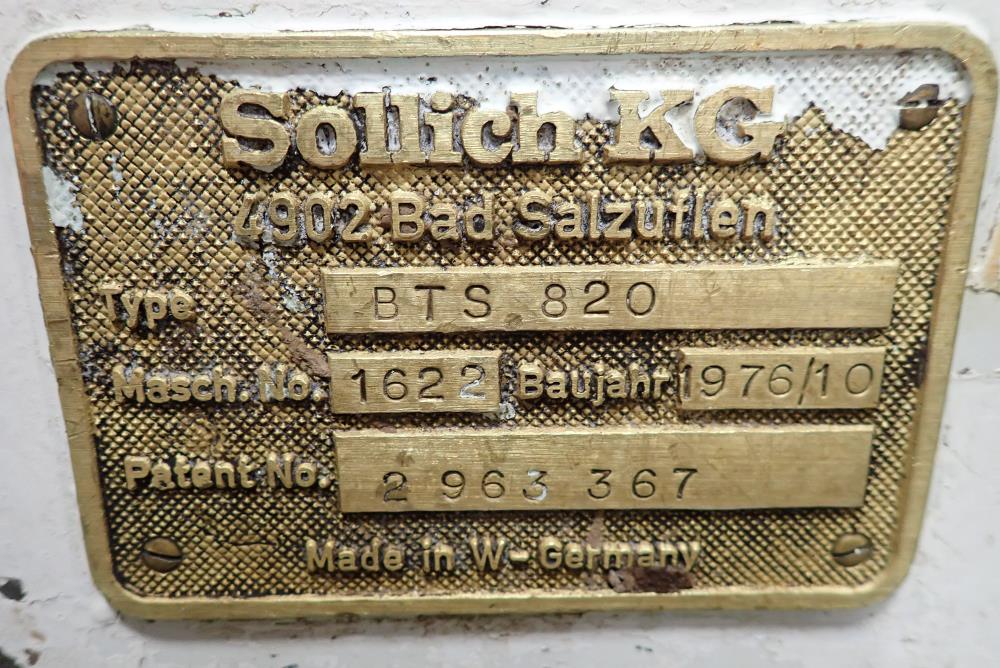 Sollich KG
4902 Bad Salzuflen
Type BTS 820
Masch. No. 1622 Baujahr 1976/10
Patent No. 2 963 367
Made in W-Germany